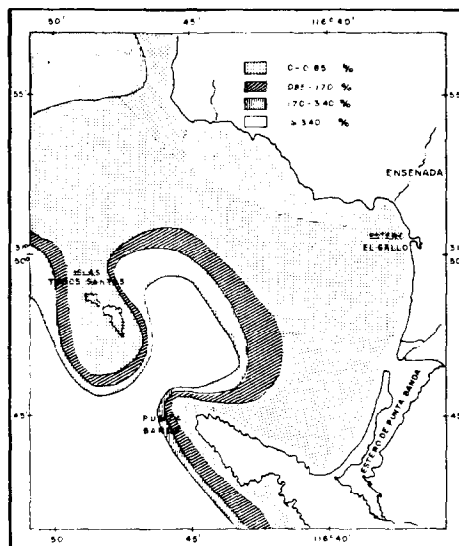 50' 45' 116° 40'
0-0.85 %
0.85-1.70 %
1.70-3.40 %
≥ 3.40 %
55' 55'
ENSENADA
ESTERO
EL GALLO
50' 50°
ISLAS
TODOS SANTOS
PUNTA
BANDA
45' 45'
ESTERO DE PUNTA BANDA
50' 45' 116° 40'